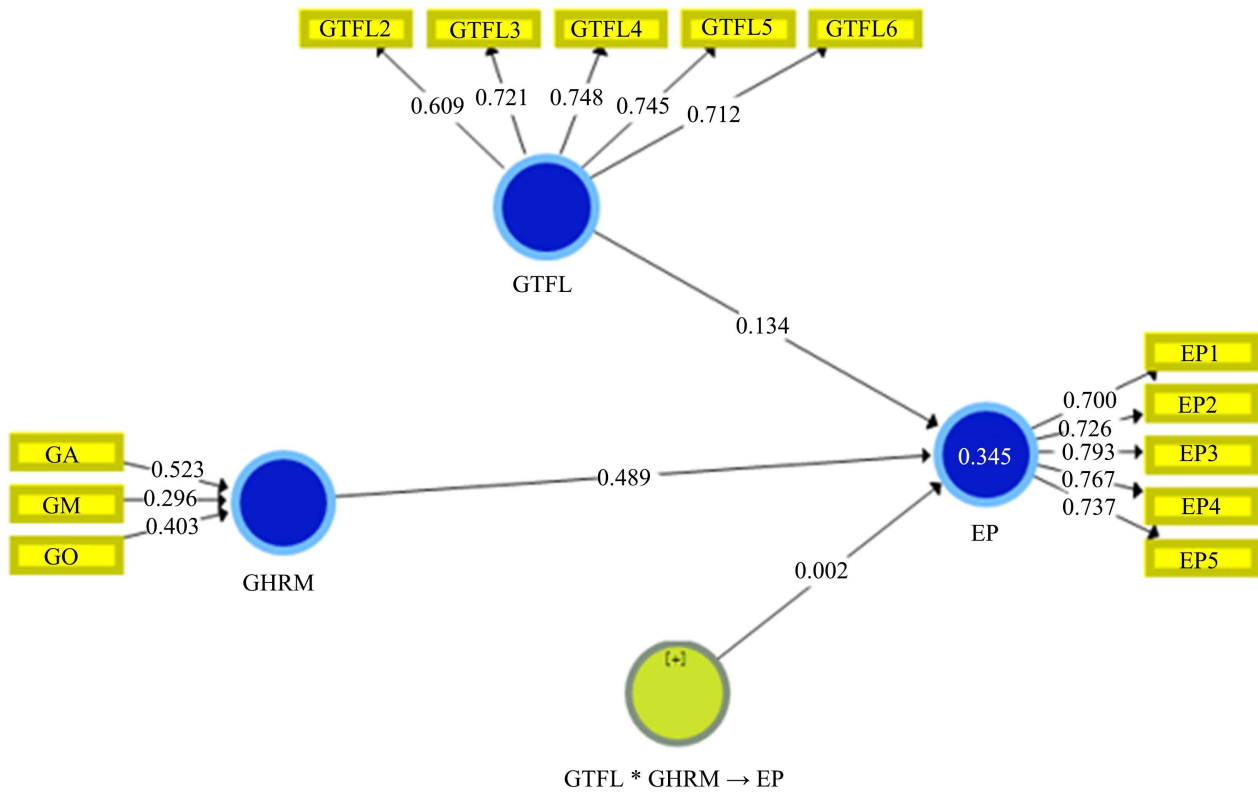 GTFL2 GTFL3 GTFL4 GTFL5 GTFL6
0.609 0.721 0.748 0.745 0.712
GTFL
0.134
EP1
EP2
EP3
EP4
EP5
0.700
0.726
0.793
0.767
0.737
0.345
EP
GA
GM
GO
0.523
0.296
0.403
GHRM
0.489
0.002
[+]
GTFL * GHRM → EP